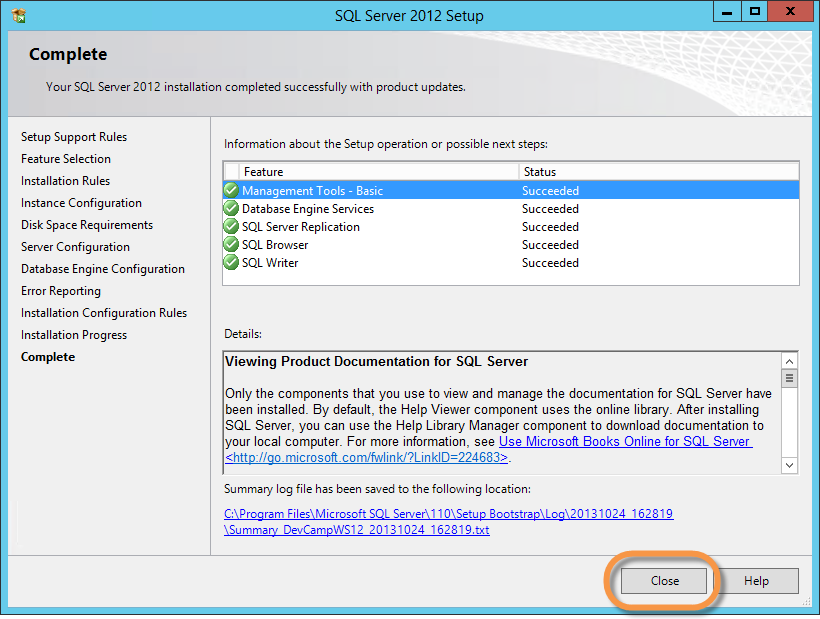 SQL Server 2012 Setup
Complete
Your SQL Server 2012 installation completed successfully with product updates.
Setup Support Rules
Feature Selection
Installation Rules
Instance Configuration
Disk Space Requirements
Server Configuration
Database Engine Configuration
Error Reporting
Installation Configuration Rules
Installation Progress
Complete
Information about the Setup operation or possible next steps:
Feature Status
Management Tools - Basic Succeeded
Database Engine Services Succeeded
SQL Server Replication Succeeded
SQL Browser Succeeded
SQL Writer Succeeded
Details:
Viewing Product Documentation for SQL Server
Only the components that you use to view and manage the documentation for SQL Server have
been installed. By default, the Help Viewer component uses the online library. After installing
SQL Server, you can use the Help Library Manager component to download documentation to
your local computer. For more information, see Use Microsoft Books Online for SQL Server
<http://go.microsoft.com/fwlink/?LinkID=224683>.
Summary log file has been saved to the following location:
C:\Program Files\Microsoft SQL Server\110\Setup Bootstrap\Log\20131024_162819
\Summary_DevCampWS12_20131024_162819.txt
Close Help